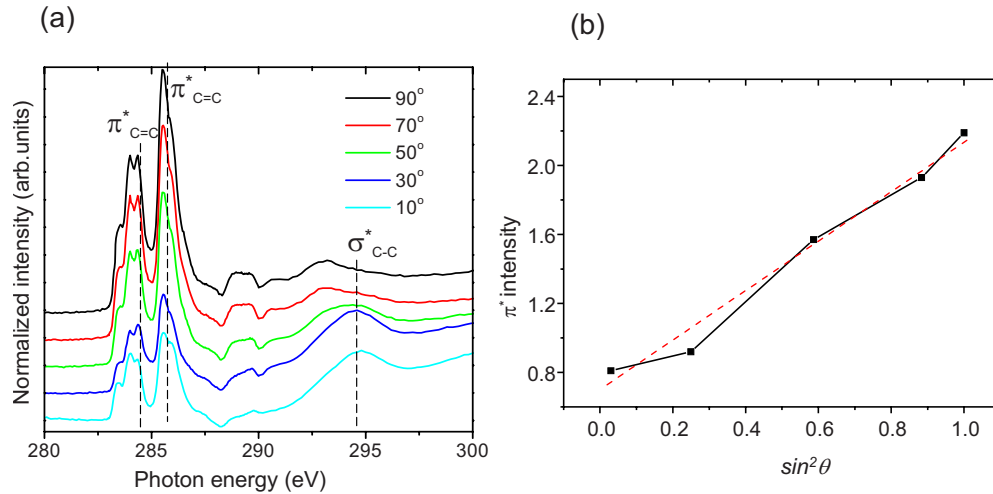 (a)
Normalized intensity (arb.units)
π*C=C
π*C=C
σ*C-C
90°
70°
50°
30°
10°
280 285 290 295 300
Photon energy (eV)
(b)
π* intensity
2.4
2.0
1.6
1.2
0.8
0.0 0.2 0.4 0.6 0.8 1.0
sin²θ